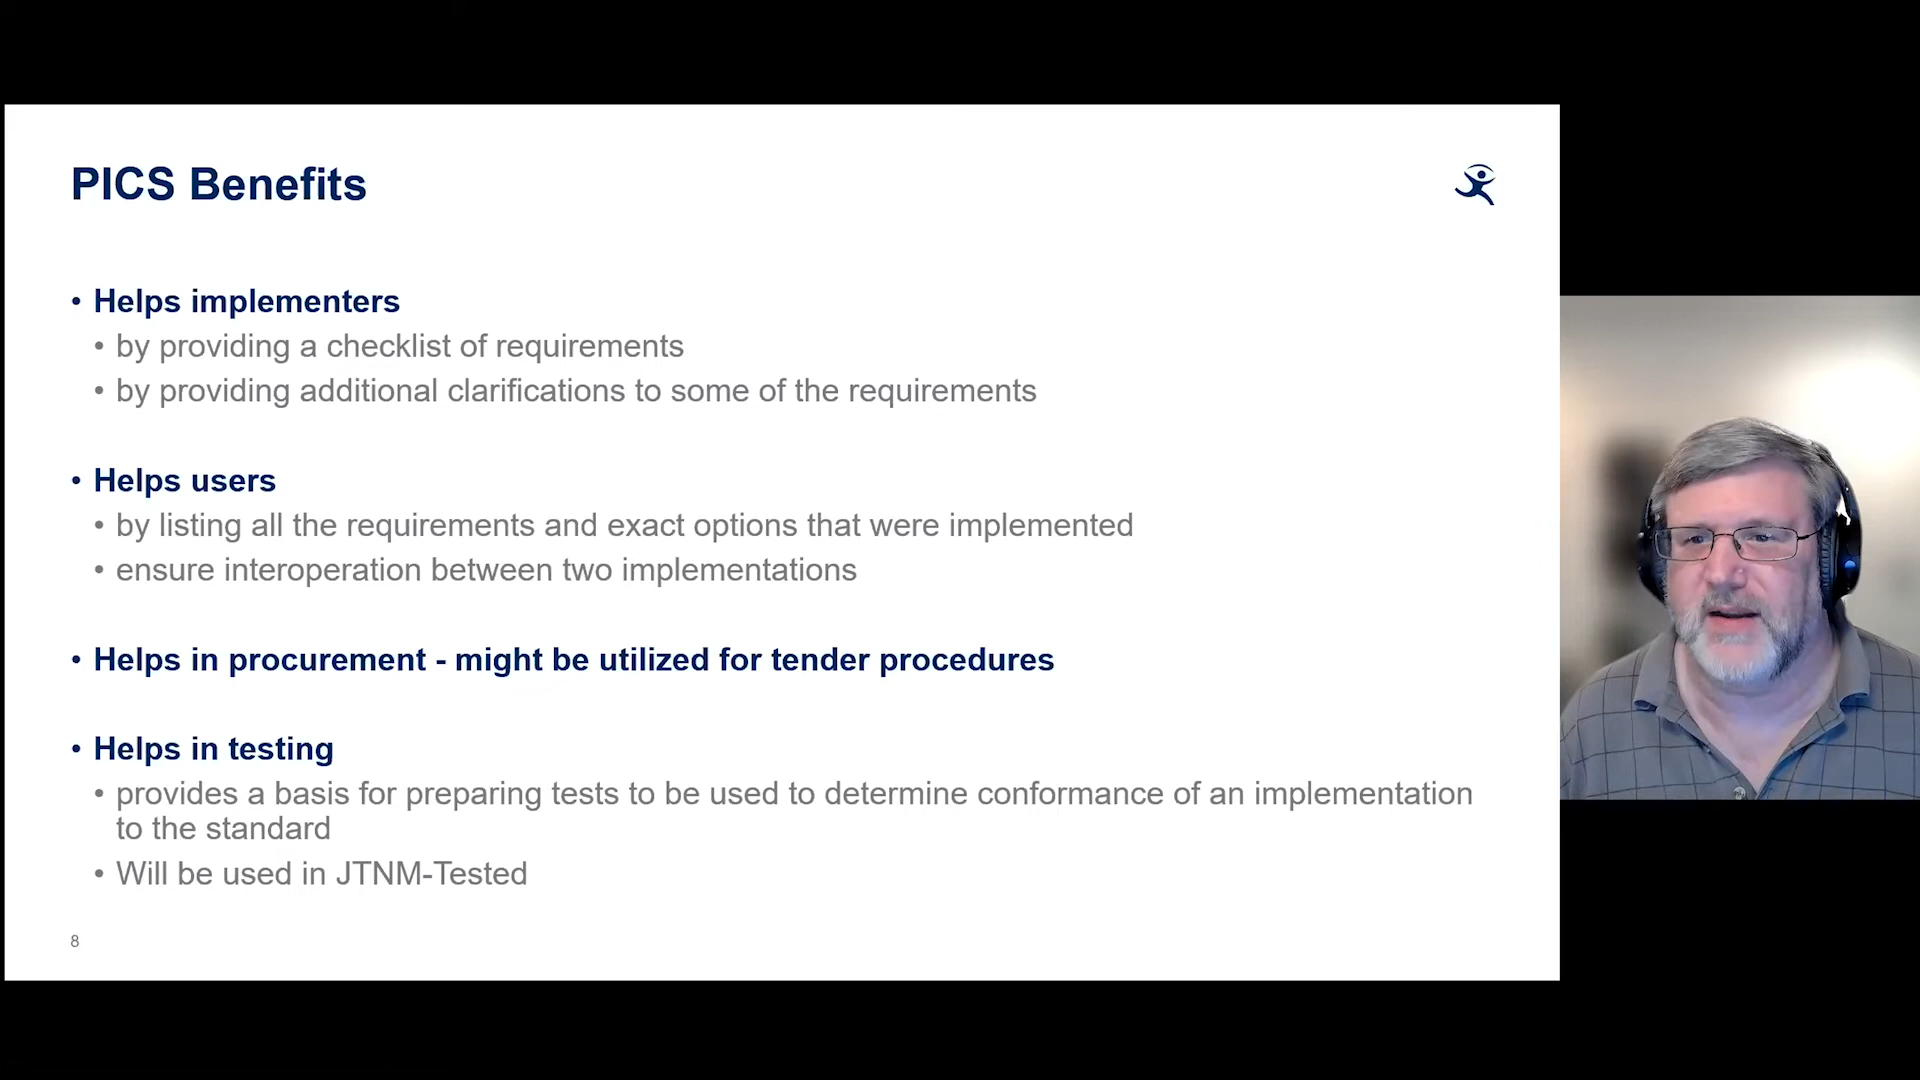 PICS Benefits
• Helps implementers
• by providing a checklist of requirements
• by providing additional clarifications to some of the requirements
• Helps users
• by listing all the requirements and exact options that were implemented
• ensure interoperation between two implementations
• Helps in procurement - might be utilized for tender procedures
• Helps in testing
• provides a basis for preparing tests to be used to determine conformance of an implementation
to the standard
• Will be used in JTNM-Tested
8